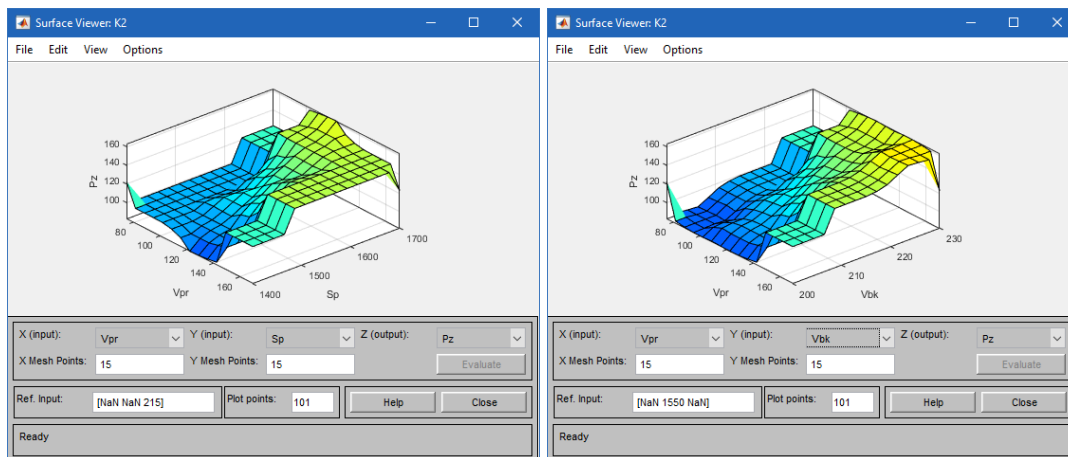 Surface Viewer: K2
File Edit View Options
160
140
120
100
Pz
80
100
120
140
160
Vpr
1400
1500
1600
1700
Sp
X (input): Vpr Y (input): Sp Z (output): Pz
X Mesh Points: 15 Y Mesh Points: 15 Evaluate
Ref. Input: [NaN NaN 215] Plot points: 101 Help Close
Ready
Surface Viewer: K2
File Edit View Options
160
140
120
100
Pz
80
100
120
140
160
Vpr
200
210
220
230
Vbk
X (input): Vpr Y (input): Vbk Z (output): Pz
X Mesh Points: 15 Y Mesh Points: 15 Evaluate
Ref. Input: [NaN 1550 NaN] Plot points: 101 Help Close
Ready